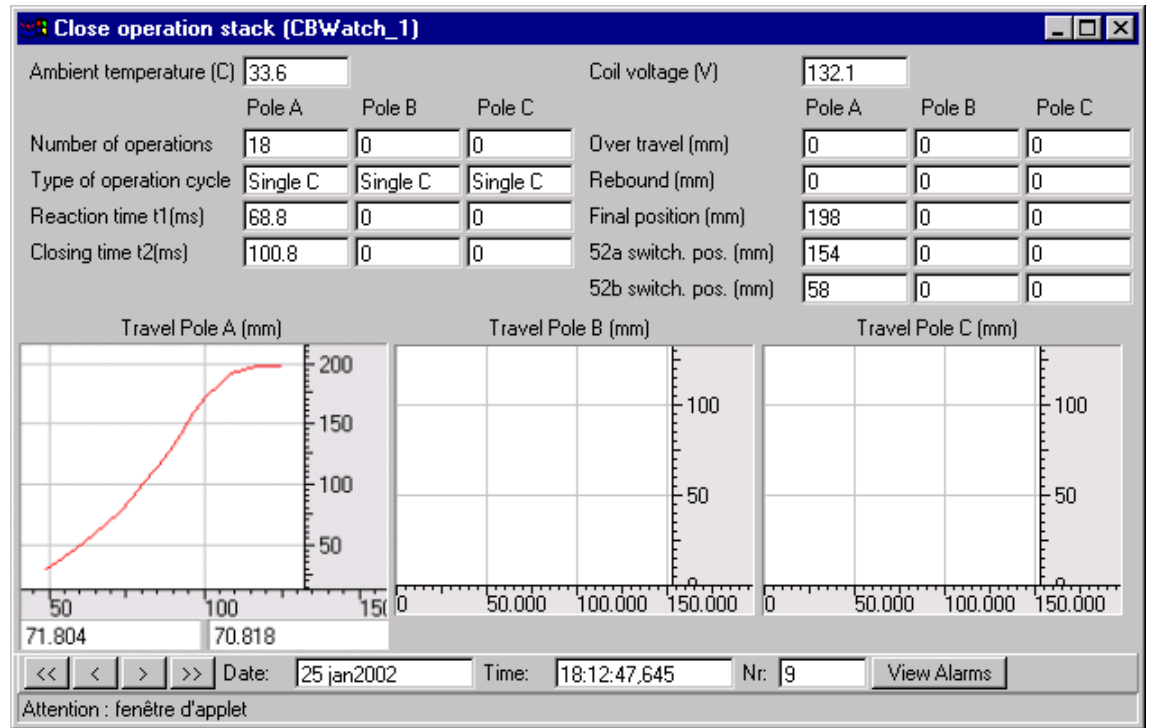 Close operation stack (CBWatch_1)
Ambient temperature (C) 33.6 Coil voltage (V) 132.1
Pole A Pole B Pole C Pole A Pole B Pole C
Number of operations 18 0 0 Over travel (mm) 0 0 0
Type of operation cycle Single C Single C Single C Rebound (mm) 0 0 0
Reaction time t1(ms) 68.8 0 0 Final position (mm) 198 0 0
Closing time t2(ms) 100.8 0 0 52a switch. pos. (mm) 154 0 0
52b switch. pos. (mm) 58 0 0
Travel Pole A (mm) Travel Pole B (mm) Travel Pole C (mm)
200
150
100
50
50 100 150
100
50
0
0 50.000 100.000 150.000
100
50
0
0 50.000 100.000 150.000
71.804 70.818
<< < > >> Date: 25 jan2002 Time: 18:12:47,645 Nr: 9 View Alarms
Attention : fenêtre d'applet